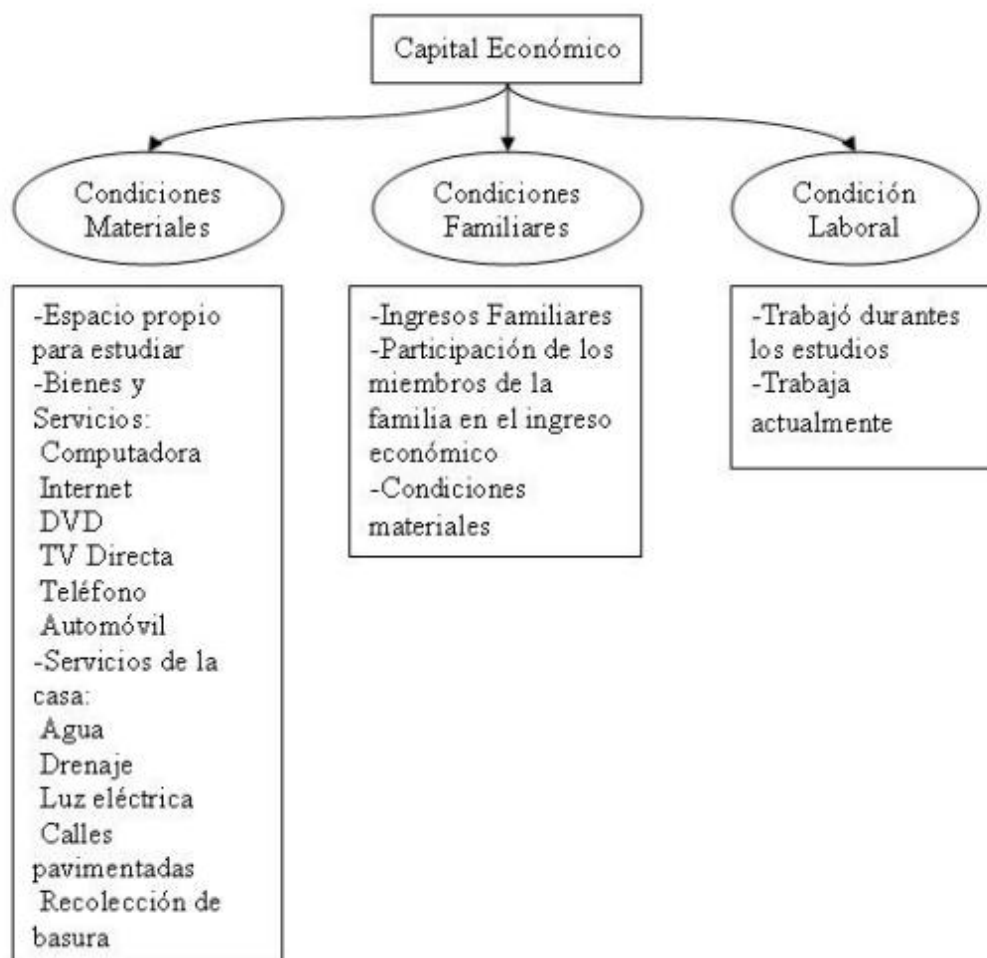 Capital Económico
Condiciones
Materiales
Condiciones
Familiares
Condición
Laboral
-Espacio propio
para estudiar
-Bienes y
Servicios:
Computadora
Internet
DVD
TV Directa
Teléfono
Automóvil
-Servicios de la
casa:
Agua
Drenaje
Luz eléctrica
Calles
pavimentadas
Recolección de
basura
-Ingresos Familiares
-Participación de los
miembros de la
familia en el ingreso
económico
-Condiciones
materiales
-Trabajó durantes
los estudios
-Trabaja
actualmente